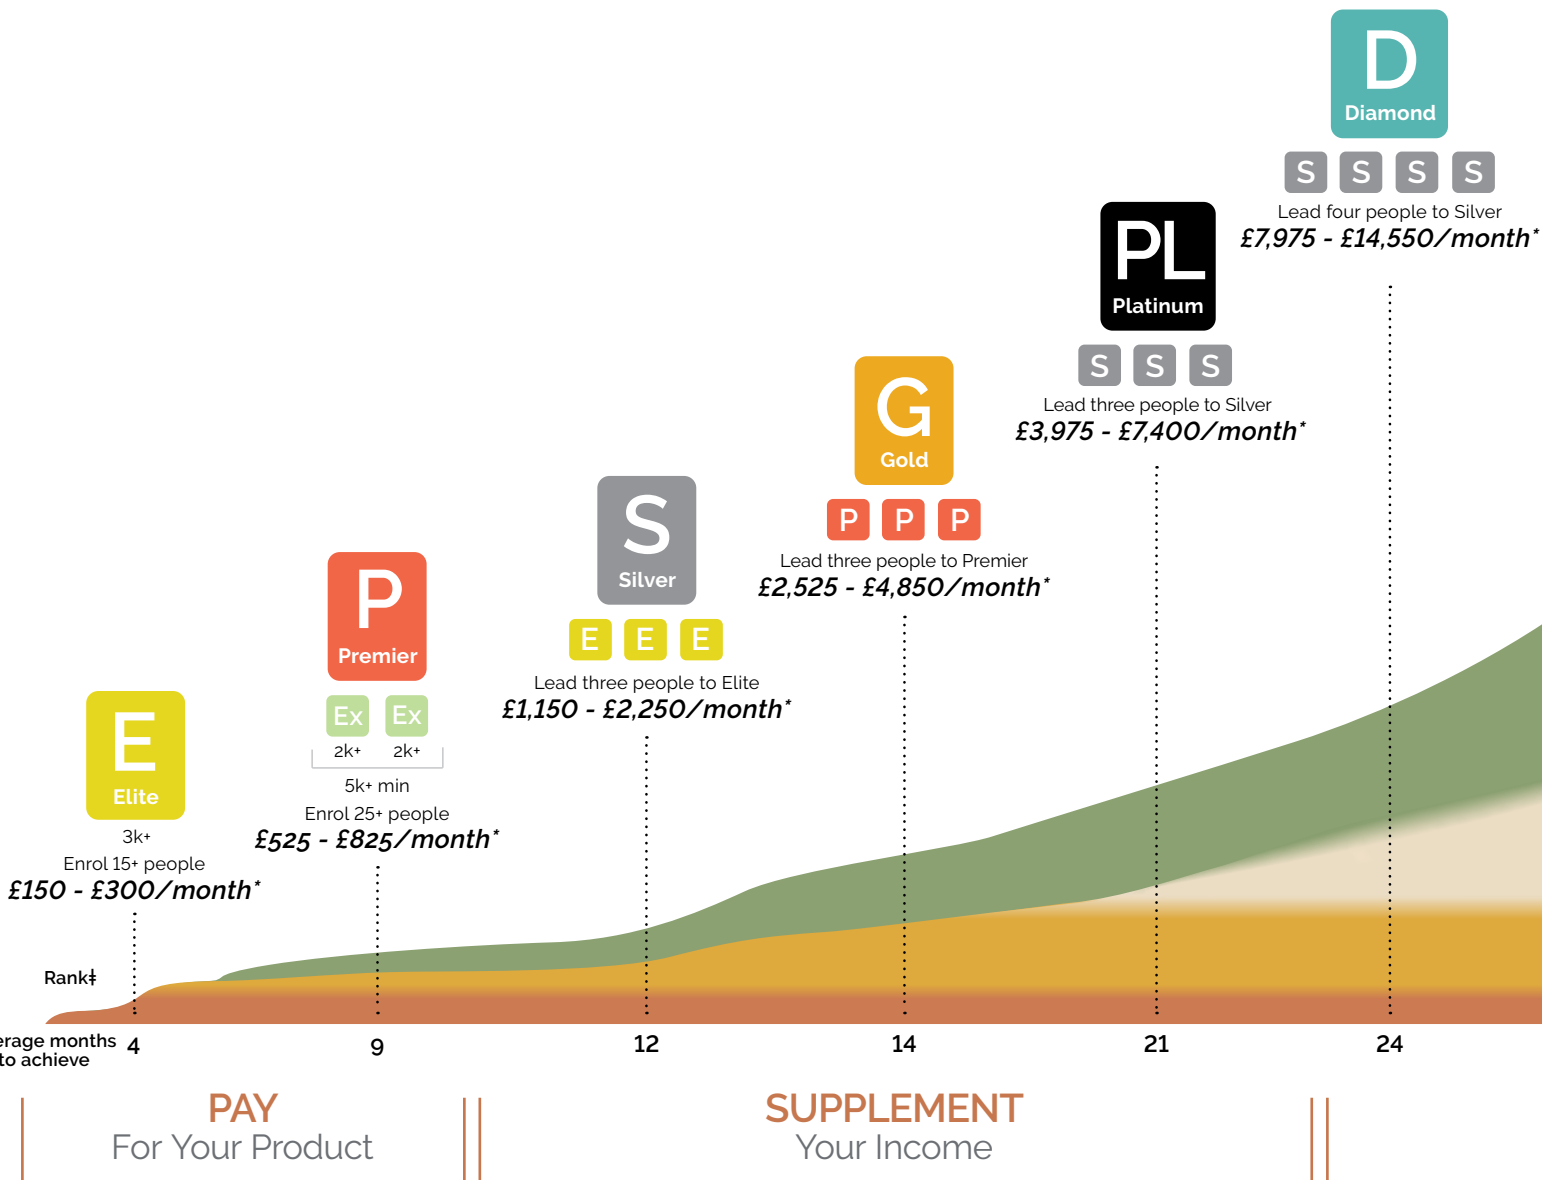 D
Diamond
S S S S
Lead four people to Silver
£7,975 - £14,550/month*
PL
Platinum
S S S
Lead three people to Silver
£3,975 - £7,400/month*
G
Gold
P P P
Lead three people to Premier
£2,525 - £4,850/month*
S
Silver
E E E
Lead three people to Elite
£1,150 - £2,250/month*
P
Premier
Ex Ex
2k+ 2k+
5k+ min
Enrol 25+ people
£525 - £825/month*
E
Elite
3k+
Enrol 15+ people
£150 - £300/month*
Rankǂ
erage months
to achieve
4 9 12 14 21 24
PAY
For Your Product
SUPPLEMENT
Your Income